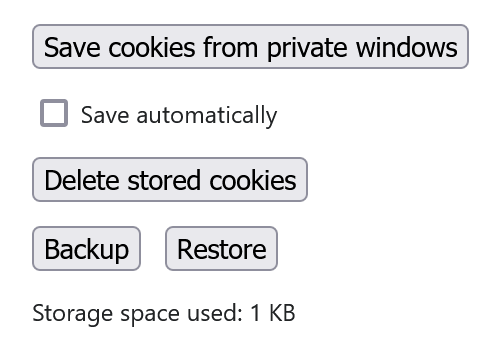 Save cookies from private windows
Save automatically
Delete stored cookies
Backup Restore
Storage space used: 1 KB